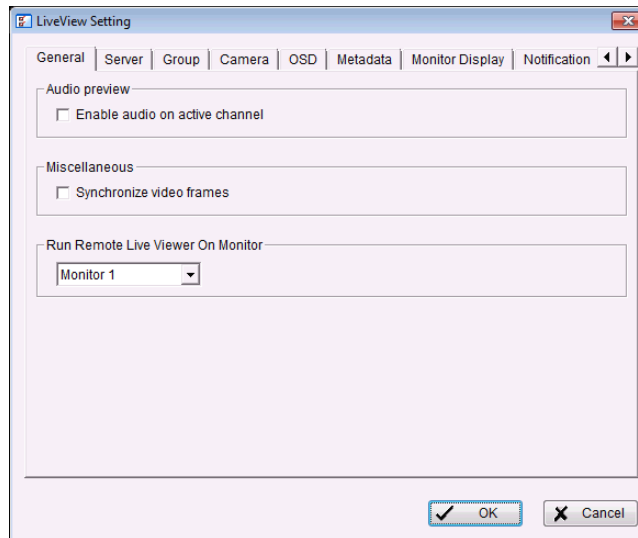 LiveView Setting
General Server Group Camera OSD Metadata Monitor Display Notification
Audio preview
Enable audio on active channel
Miscellaneous
Synchronize video frames
Run Remote Live Viewer On Monitor
Monitor 1
OK Cancel